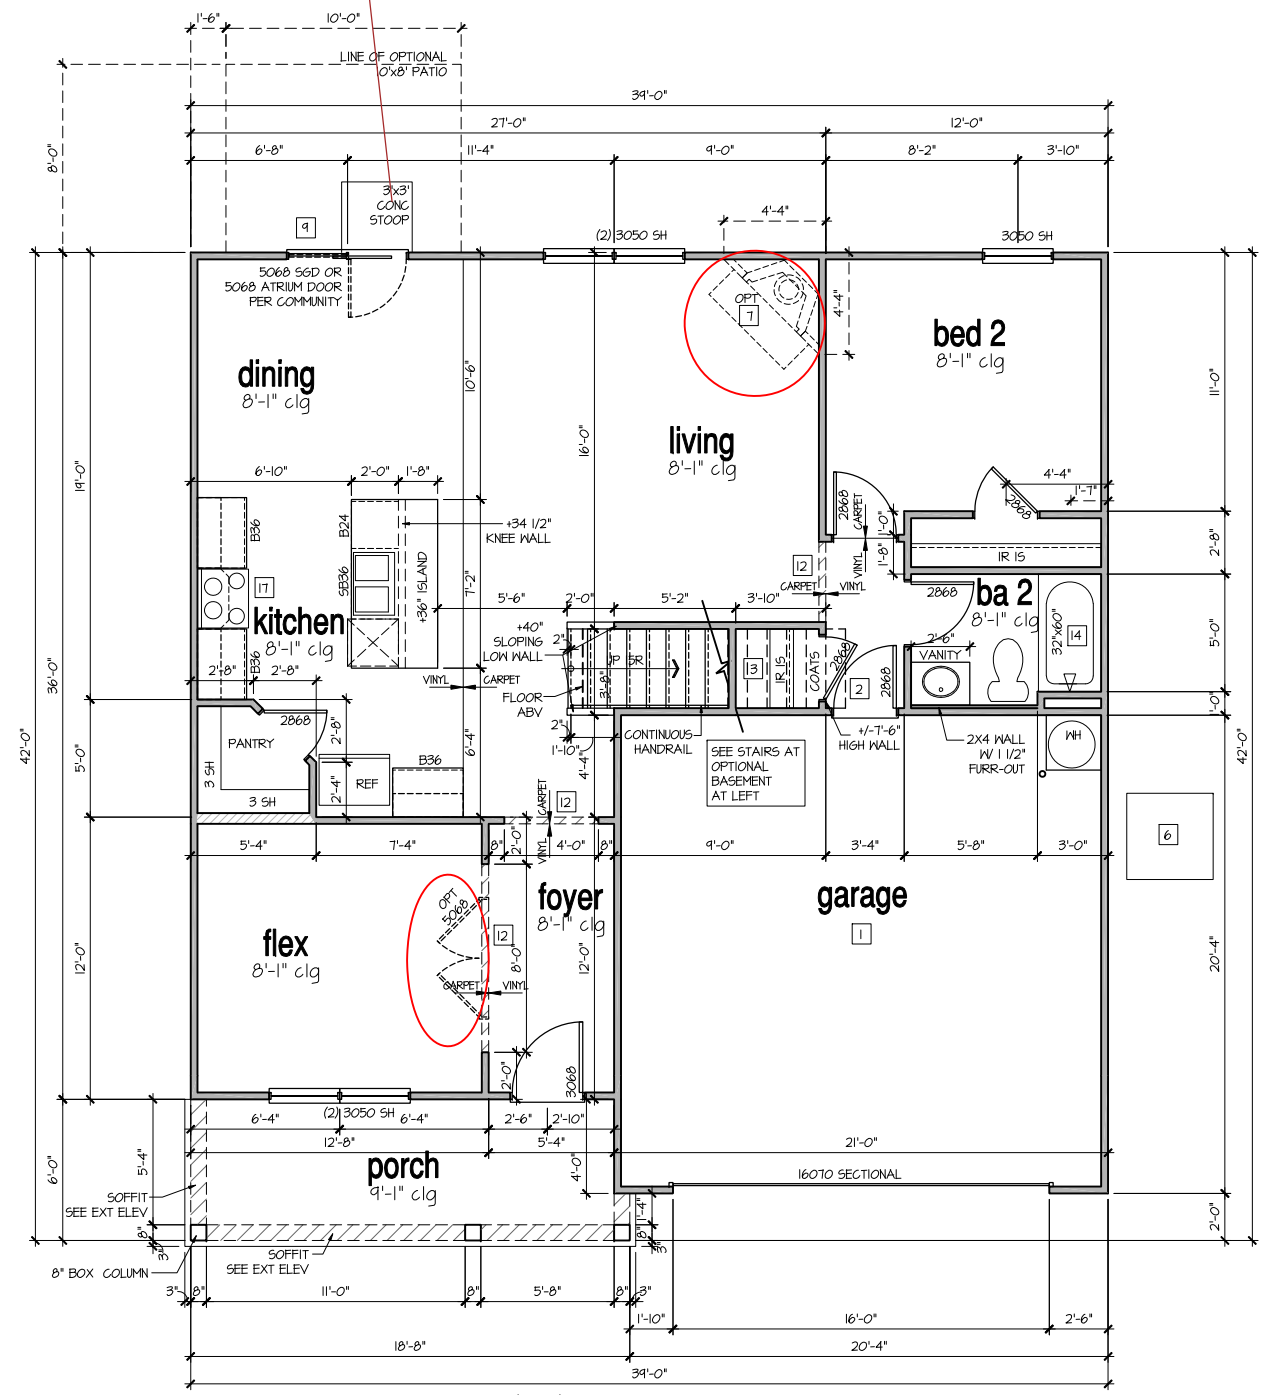 1'-6"
10'-0"
LINE OF OPTIONAL
0'x8' PATIO
39'-0"
27'-0"
12'-0"
6'-8"
11'-4"
9'-0"
8'-2"
3'-10"
8'-0"
3'x3'
CONC
STOOP
4'-4"
9
(2) 3050 SH
3050 SH
5068 SGD OR
5068 ATRIUM DOOR
PER COMMUNITY
OPT
7
4'-4"
bed 2
8'-1" clg
dining
8'-1" clg
10'-6"
11'-0"
living
8'-1" clg
16'-0"
19'-0"
6'-10"
2'-0"
1'-8"
4'-4"
1'-7"
2868
2868
CARPET
1'-0"
B36
B24
+34 1/2"
KNEE WALL
1'-8"
VINYL
IR 1S
2'-8"
12
CARPET
VINYL
17
SB36
+36" ISLAND
7'-2"
2868
ba 2
8'-1" clg
32"x60"
14
5'-0"
kitchen
8'-1" clg
5'-6"
2'-0"
5'-2"
3'-10"
+40"
SLOPING
LOW WALL
2"
UP 5R
3'-8"
13
IR 1S
COATS
2868
2
2868
2'-6"
VANITY
B36
2'-8"
2'-8"
VINYL
CARPET
FLOOR
ABV
36'-0"
42'-0"
42'-0"
1'-0"
2868
PANTRY
2'-8"
2"
1'-10"
CONTINUOUS
HANDRAIL
+/-7'-6"
HIGH WALL
2X4 WALL
W/ 1 1/2"
FURR-OUT
WH
5'-0"
6'-4"
4'-4"
SEE STAIRS AT
OPTIONAL
BASEMENT
AT LEFT
3 SH
3 SH
2'-4"
REF
B36
12
CARPET
VINYL
6
5'-4"
7'-4"
8"
2'-0"
4'-0"
8"
9'-0"
3'-4"
5'-8"
3'-0"
foyer
8'-1" clg
garage
1
OPT
5068
12
flex
8'-1" clg
8'-0"
12'-0"
12'-0"
20'-4"
CARPET
VINYL
2'-0"
3068
(2) 3050 SH
6'-4"
6'-4"
2'-6"
2'-10"
12'-8"
5'-4"
21'-0"
porch
9'-1" clg
5'-4"
6'-0"
4'-0"
16070 SECTIONAL
SOFFIT
SEE EXT ELEV
1'-4"
8"
3"
2'-0"
8"
3"
SOFFIT
SEE EXT ELEV
8" BOX COLUMN
3"
8"
11'-0"
8"
5'-8"
8"
3"
1'-10"
16'-0"
2'-6"
18'-8"
20'-4"
39'-0"